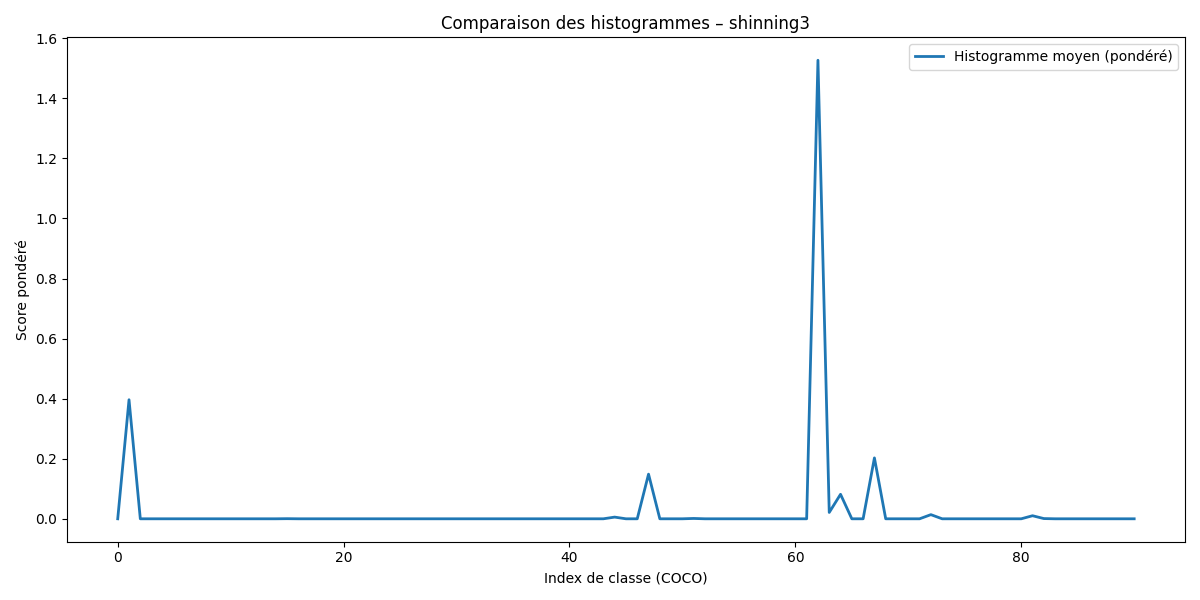 Comparaison des histogrammes – shinning3
Histogramme moyen (pondéré)
Score pondéré
1.6
1.4
1.2
1.0
0.8
0.6
0.4
0.2
0.0
0 20 40 60 80
Index de classe (COCO)